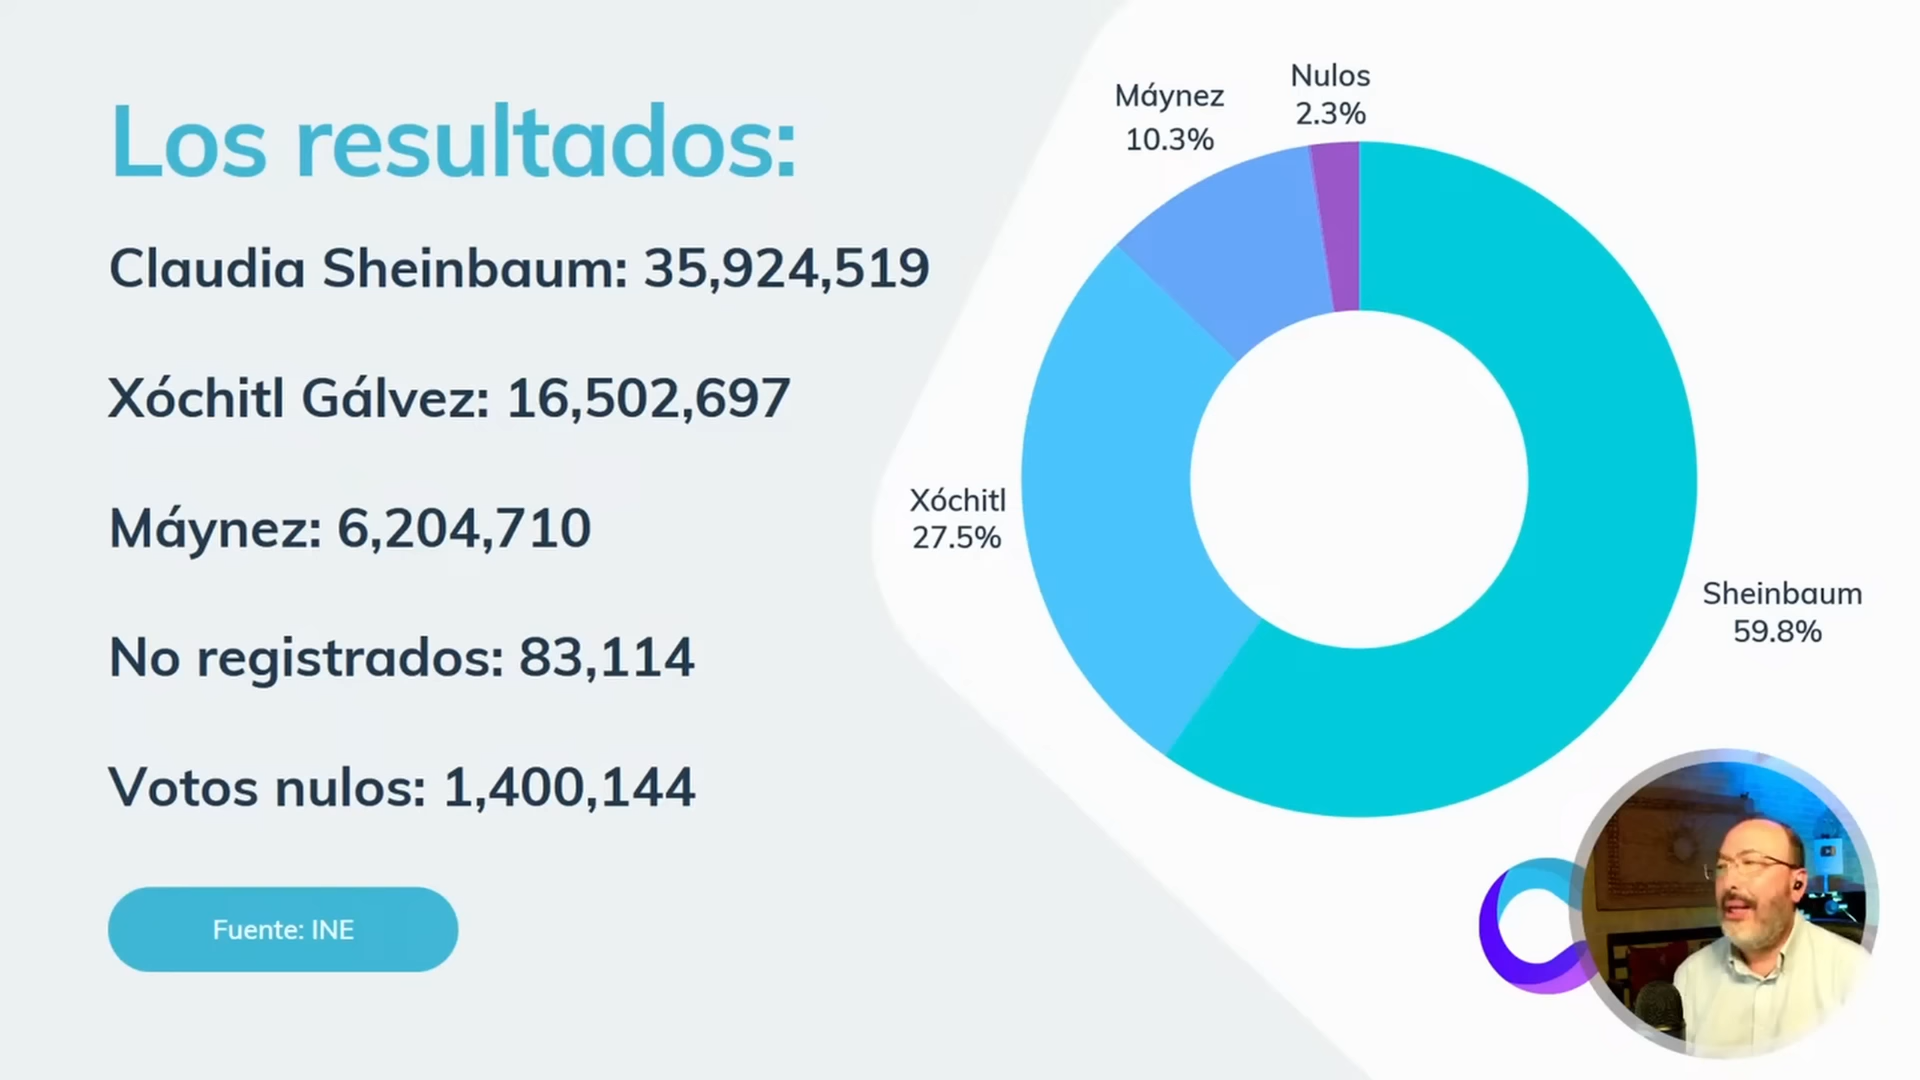 Los resultados:
Claudia Sheinbaum: 35,924,519
Xóchitl Gálvez: 16,502,697
Máynez: 6,204,710
No registrados: 83,114
Votos nulos: 1,400,144
Fuente: INE
Máynez
10.3%
Nulos
2.3%
Xóchitl
27.5%
Sheinbaum
59.8%